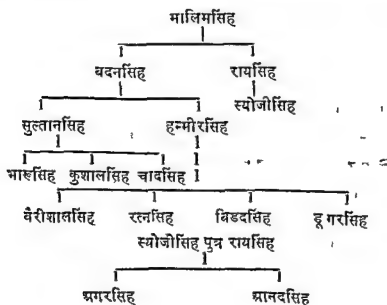 मालिमसिंह
बदनसिंह रायसिंह
स्योजीसिंह
सुल्तानसिंह हम्मीरसिंह
भारूसिंह कुशालसिंह चादसिंह
वैरीशालसिंह रत्नसिंह बिडदसिंह डू गरसिंह
स्योजीसिंह पुत्र रायसिंह
अगरसिंह आनदसिंह